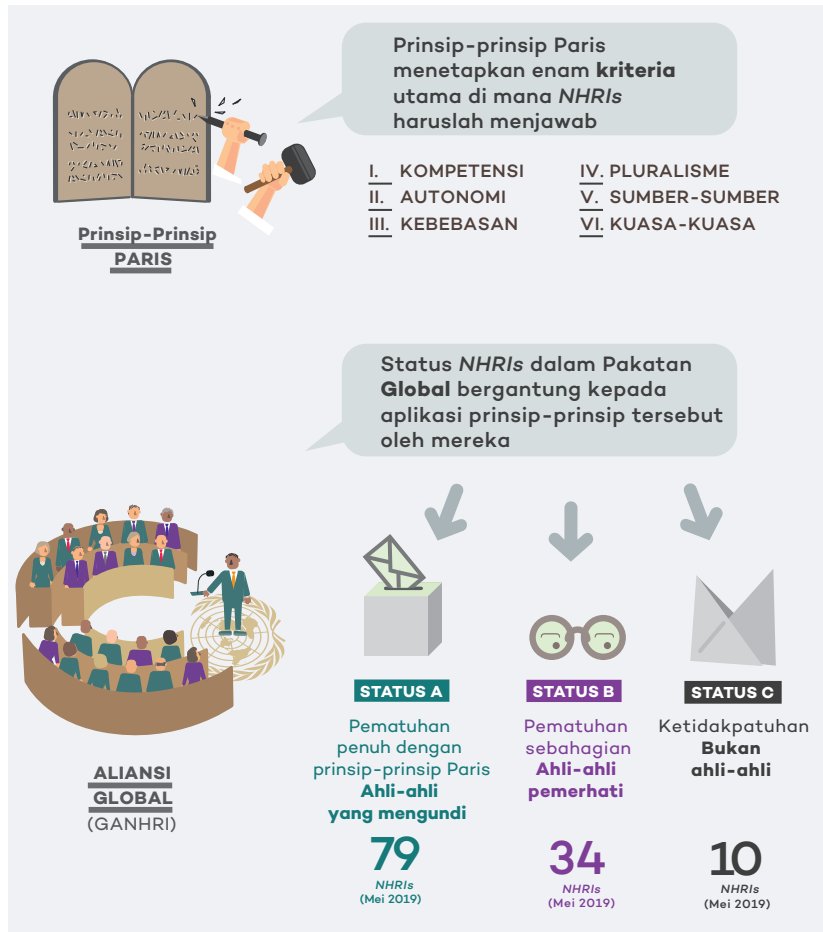 Prinsip-prinsip Paris
menetapkan enam kriteria
utama di mana NHRIs
haruslah menjawab
I. KOMPETENSI
II. AUTONOMI
III. KEBEBASAN
IV. PLURALISME
V. SUMBER-SUMBER
VI. KUASA-KUASA
Prinsip-Prinsip
PARIS
Status NHRIs dalam Pakatan
Global bergantung kepada
aplikasi prinsip-prinsip tersebut
oleh mereka
ALIANSI
GLOBAL
(GANHRI)
STATUS A
Pematuhan
penuh dengan
prinsip-prinsip Paris
Ahli-ahli
yang mengundi
79
NHRIs
(Mei 2019)
STATUS B
Pematuhan
sebahagian
Ahli-ahli
pemerhati
34
NHRIs
(Mei 2019)
STATUS C
Ketidakpatuhan
Bukan
ahli-ahli
10
NHRIs
(Mei 2019)